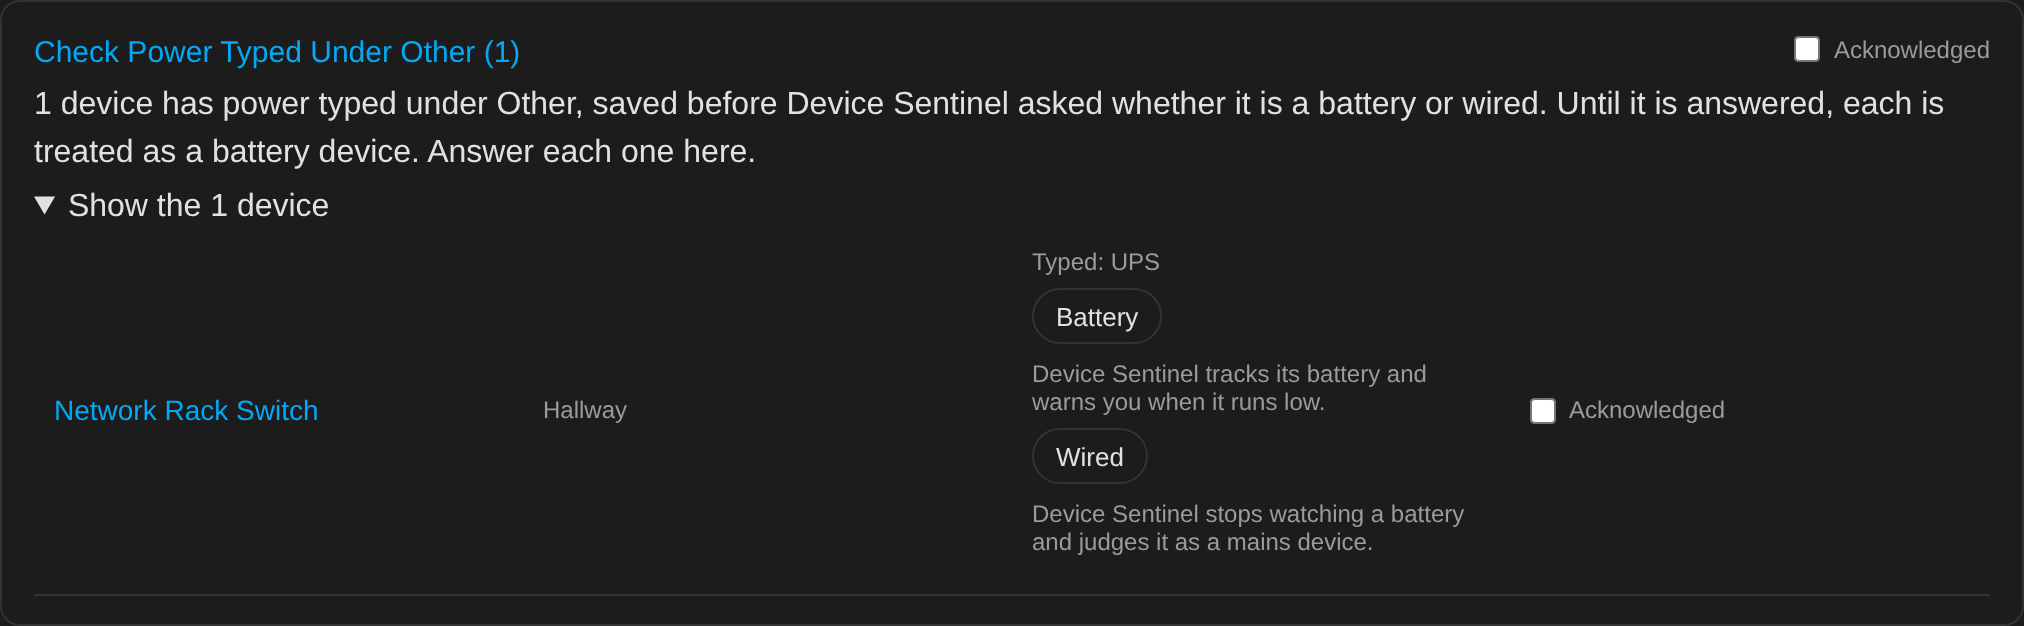 Check Power Typed Under Other (1)
Acknowledged
1 device has power typed under Other, saved before Device Sentinel asked whether it is a battery or wired. Until it is answered, each is
treated as a battery device. Answer each one here.
Show the 1 device
Network Rack Switch
Hallway
Typed: UPS
Battery
Device Sentinel tracks its battery and
warns you when it runs low.
Wired
Device Sentinel stops watching a battery
and judges it as a mains device.
Acknowledged